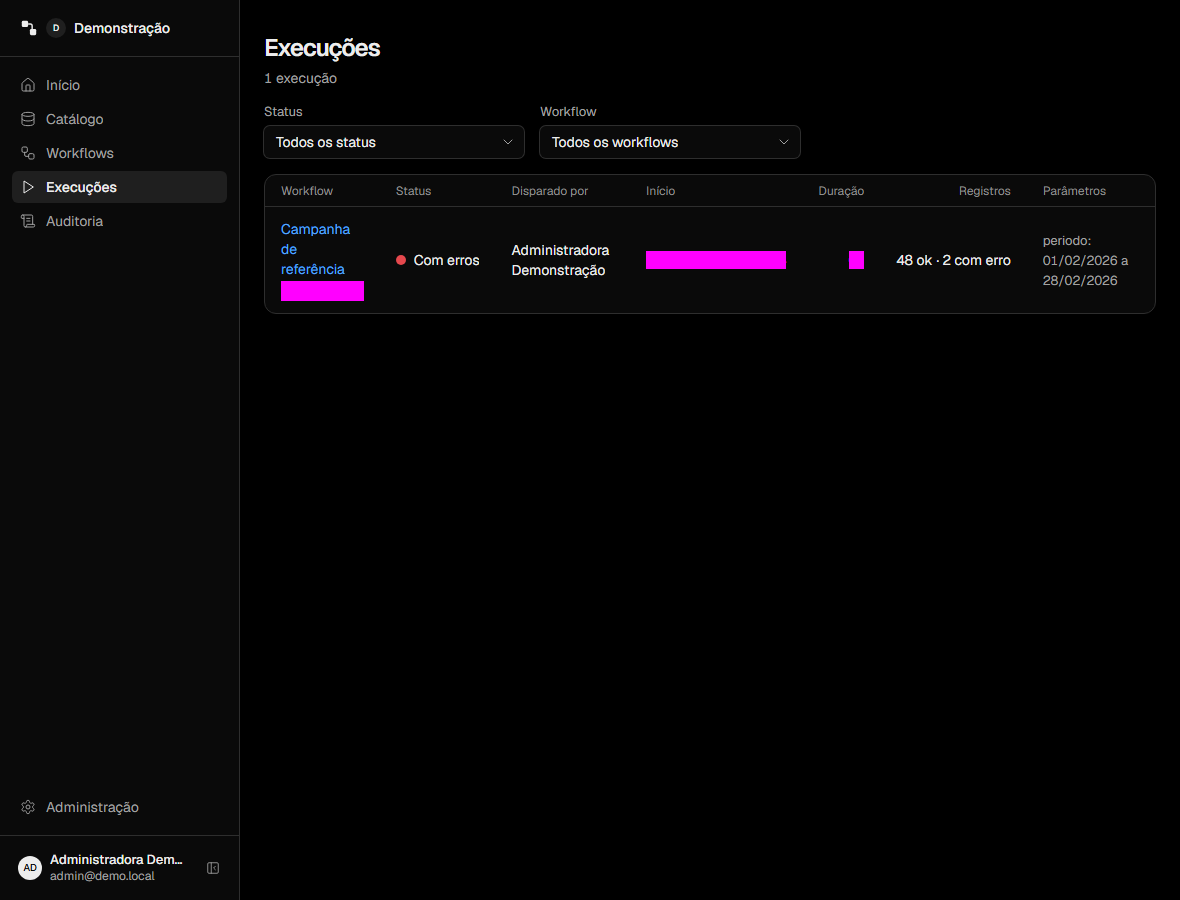 D Demonstração
Início
Catálogo
Workflows
Execuções
Auditoria
Administração
AD
Administradora Dem...
admin@demo.local
Execuções
1 execução
Status
Workflow
Todos os status
Todos os workflows
Workflow Status Disparado por Início Duração Registros Parâmetros
Campanha
de
referência
Com erros
Administradora
Demonstração
48 ok · 2 com erro
periodo:
01/02/2026 a
28/02/2026